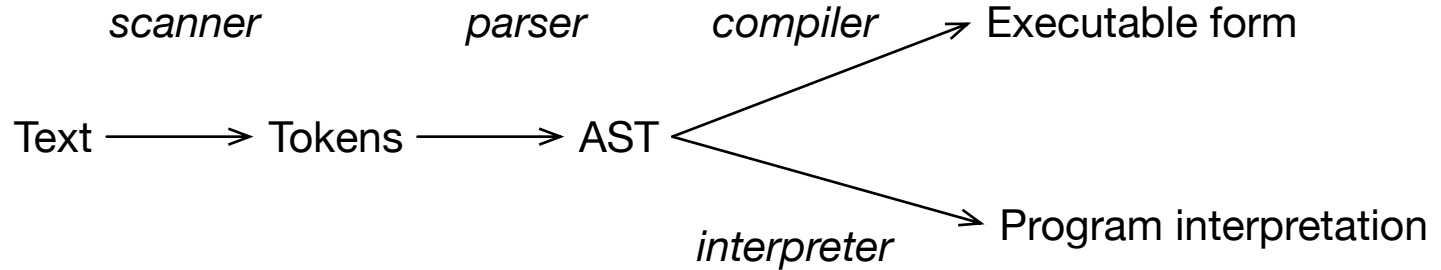 scanner parser compiler Executable form
Text Tokens AST
Program interpretation
interpreter